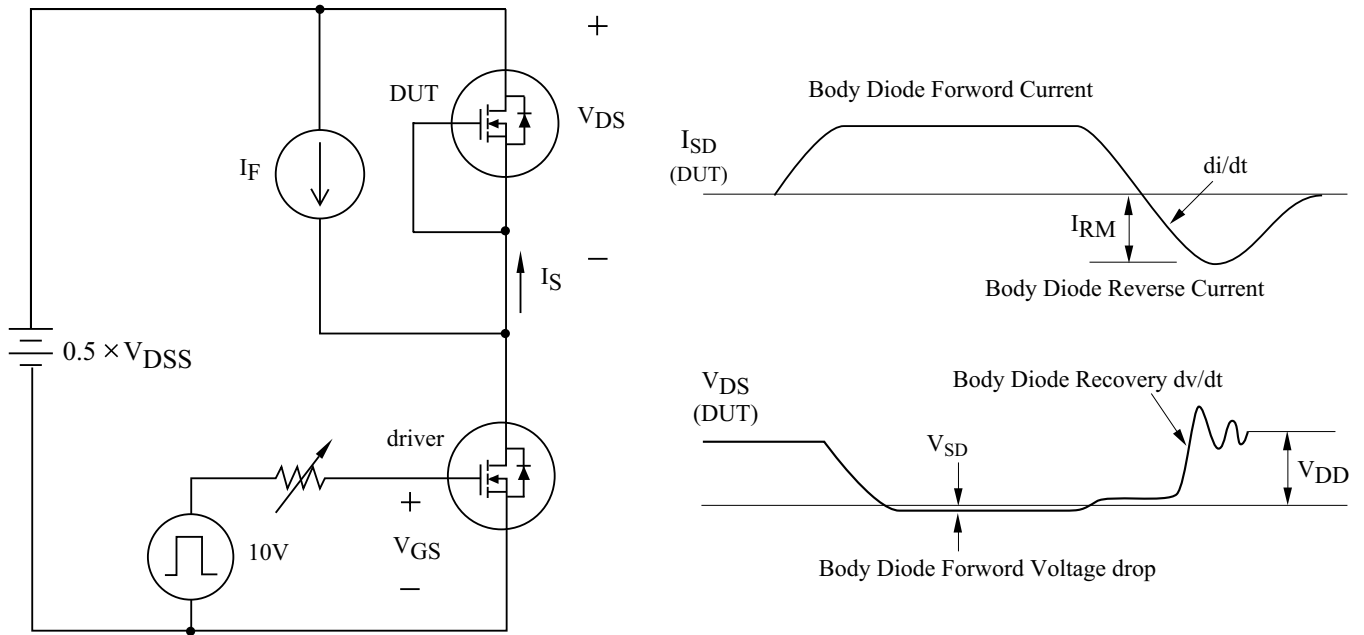 +
DUT
V_DS
I_F
−
I_S
0.5 × V_DSS
driver
+
V_GS
−
10V
Body Diode Forword Current
I_SD
(DUT)
di/dt
I_RM
Body Diode Reverse Current
V_DS
(DUT)
Body Diode Recovery dv/dt
V_SD
V_DD
Body Diode Forword Voltage drop